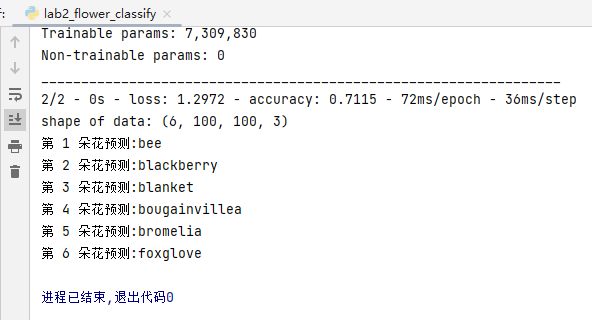 lab2_flower_classify
Trainable params: 7,309,830
Non-trainable params: 0
_________________________________________________________________
2/2 - 0s - loss: 1.2972 - accuracy: 0.7115 - 72ms/epoch - 36ms/step
shape of data: (6, 100, 100, 3)
第 1 朵花预测:bee
第 2 朵花预测:blackberry
第 3 朵花预测:blanket
第 4 朵花预测:bougainvillea
第 5 朵花预测:bromelia
第 6 朵花预测:foxglove
进程已结束,退出代码0